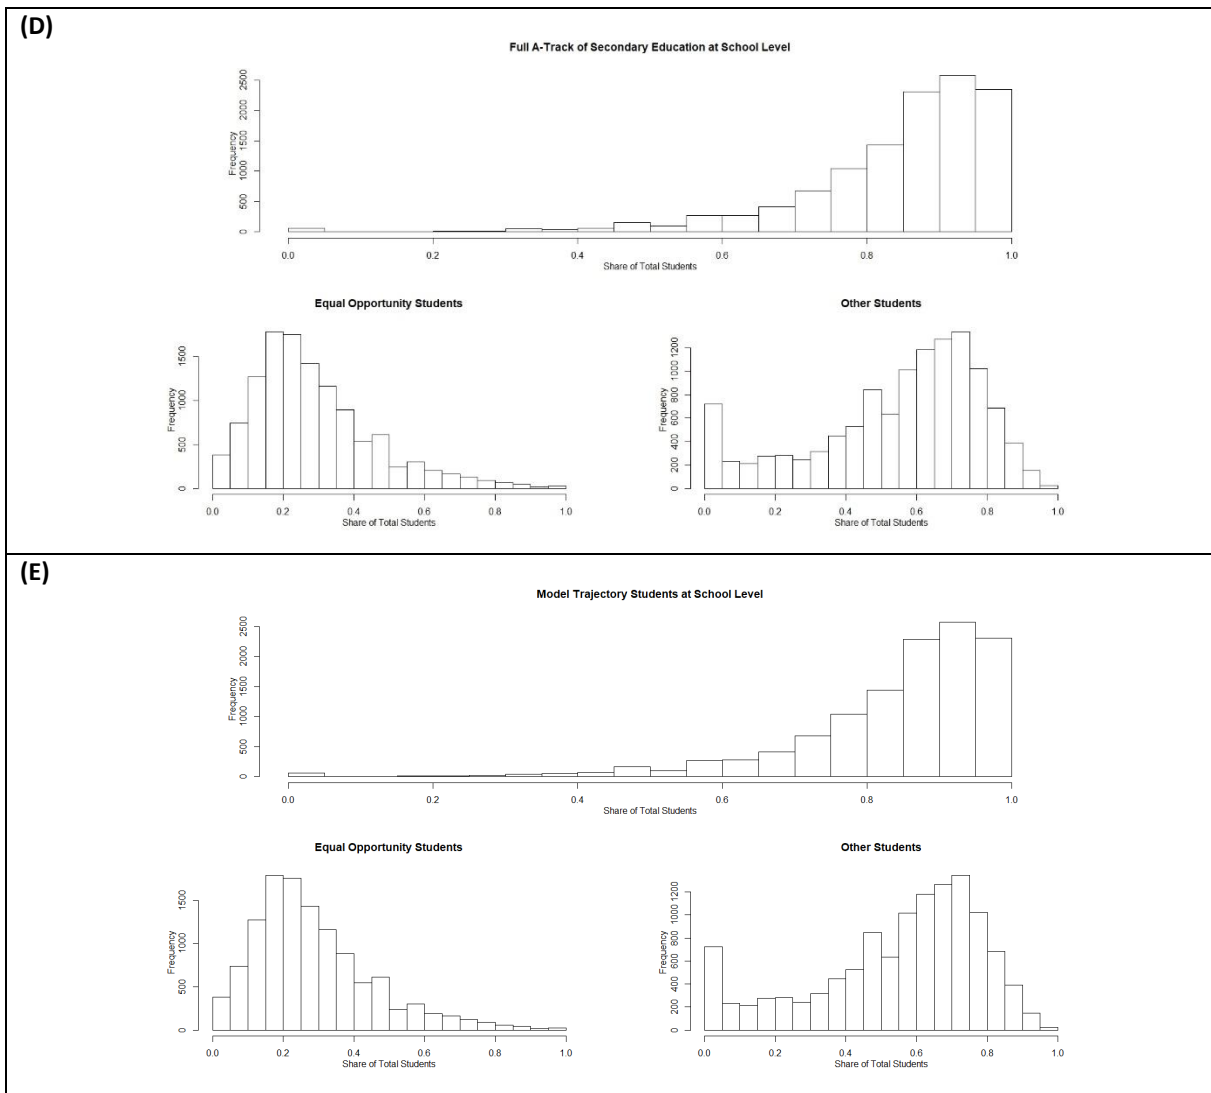 (D)
Full A-Track of Secondary Education at School Level
Frequency
0 500 1000 1500 2000 2500
0.0 0.2 0.4 0.6 0.8 1.0
Share of Total Students
Equal Opportunity Students
Frequency
0 500 1000 1500
0.0 0.2 0.4 0.6 0.8 1.0
Share of Total Students
Other Students
Frequency
0 200 400 600 800 1000 1200
0.0 0.2 0.4 0.6 0.8 1.0
Share of Total Students
(E)
Model Trajectory Students at School Level
Frequency
0 500 1000 1500 2000 2500
0.0 0.2 0.4 0.6 0.8 1.0
Share of Total Students
Equal Opportunity Students
Frequency
0 500 1000 1500
0.0 0.2 0.4 0.6 0.8 1.0
Share of Total Students
Other Students
Frequency
0 200 400 600 800 1000 1200
0.0 0.2 0.4 0.6 0.8 1.0
Share of Total Students